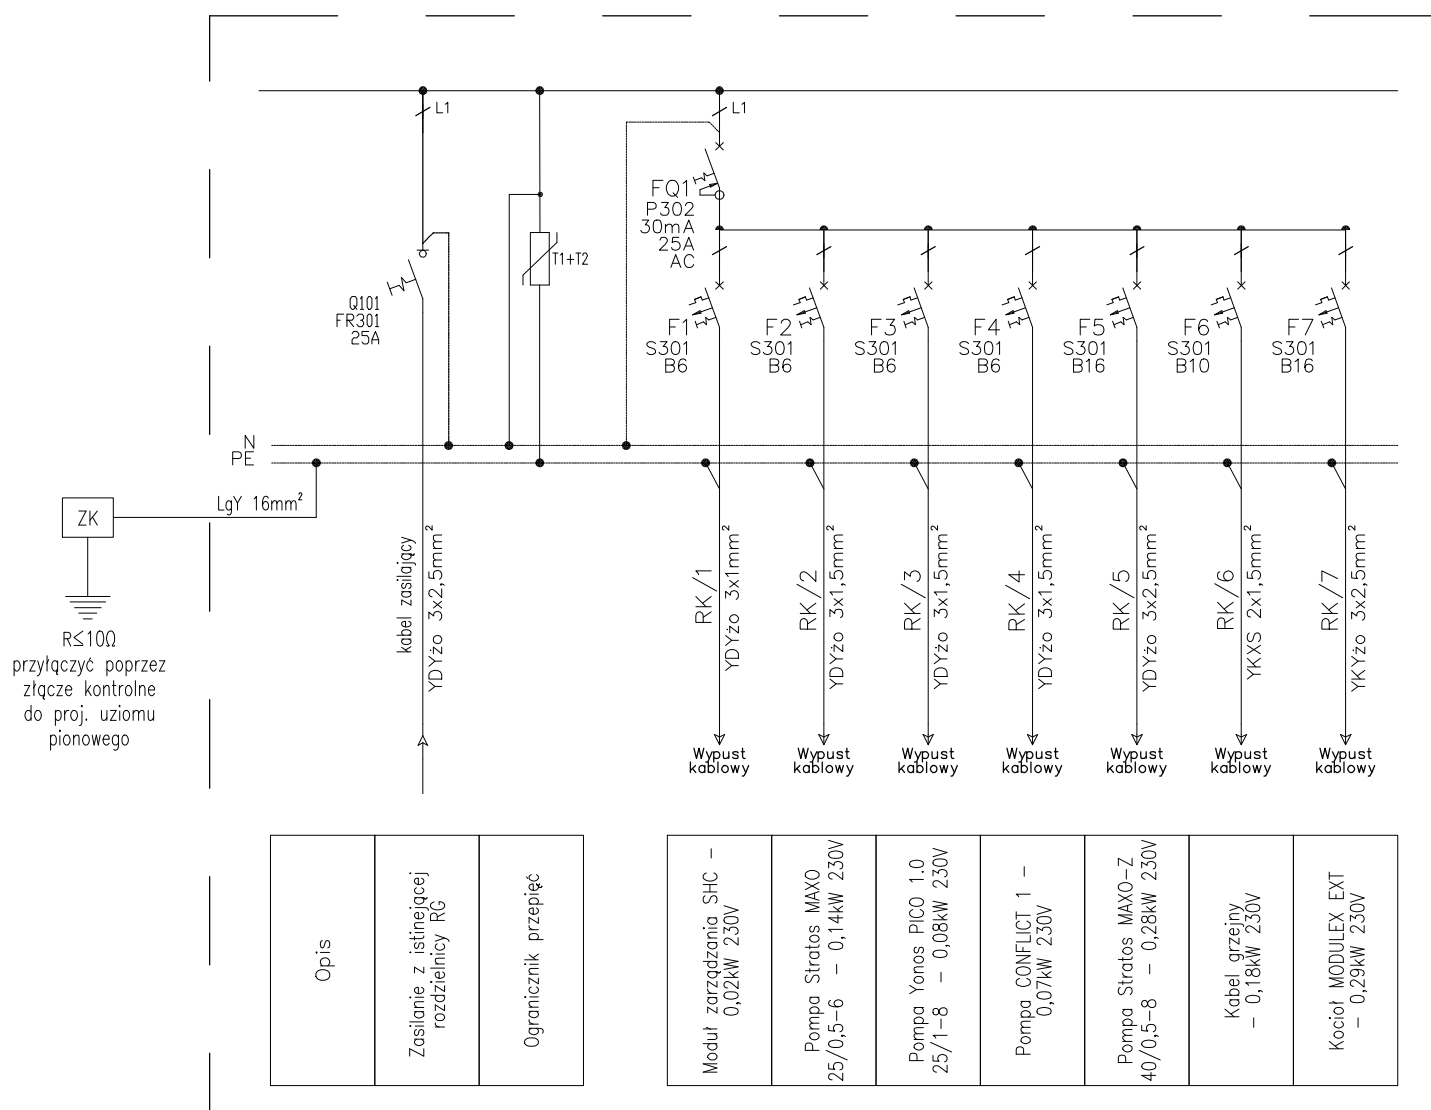 L1
L1
FQ1
P302
30mA
25A
AC
T1+T2
Q101
FR301
25A
F1
S301
B6
F2
S301
B6
F3
S301
B6
F4
S301
B6
F5
S301
B16
F6
S301
B10
F7
S301
B16
N
PE
LgY 16mm²
ZK
R≤10Ω
przyłączyć poprzez
złącze kontrolne
do proj. uziomu
pionowego
kabel zasilający
YDYżo 3x2,5mm²
RK/1
YDYżo 3x1mm²
RK/2
YDYżo 3x1,5mm²
RK/3
YDYżo 3x1,5mm²
RK/4
YDYżo 3x1,5mm²
RK/5
YDYżo 3x2,5mm²
RK/6
YKXS 2x1,5mm²
RK/7
YKYżo 3x2,5mm²
Wypust
kablowy
Wypust
kablowy
Wypust
kablowy
Wypust
kablowy
Wypust
kablowy
Wypust
kablowy
Wypust
kablowy
Opis
Zasilanie z istinejącej
rozdzielnicy RG
Ogranicznik przepięć
Moduł zarządzania SHC –
0,02kW 230V
Pompa Stratos MAXO
25/0,5–6 – 0,14kW 230V
Pompa Yonos PICO 1.0
25/1–8 – 0,08kW 230V
Pompa CONFLICT 1 –
0,07kW 230V
Pompa Stratos MAXO–Z
40/0,5–8 – 0,28kW 230V
Kabel grzejny
– 0,18kW 230V
Kocioł MODULEX EXT
– 0,29kW 230V